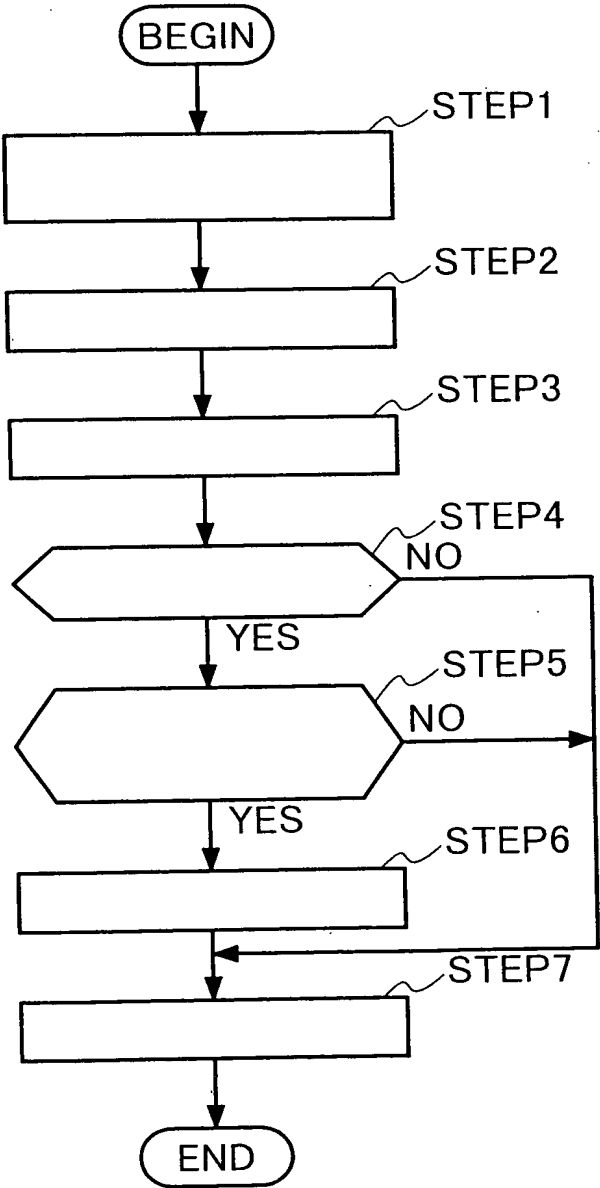 BEGIN
STEP1
STEP2
STEP3
STEP4
NO
YES
STEP5
NO
YES
STEP6
STEP7
END